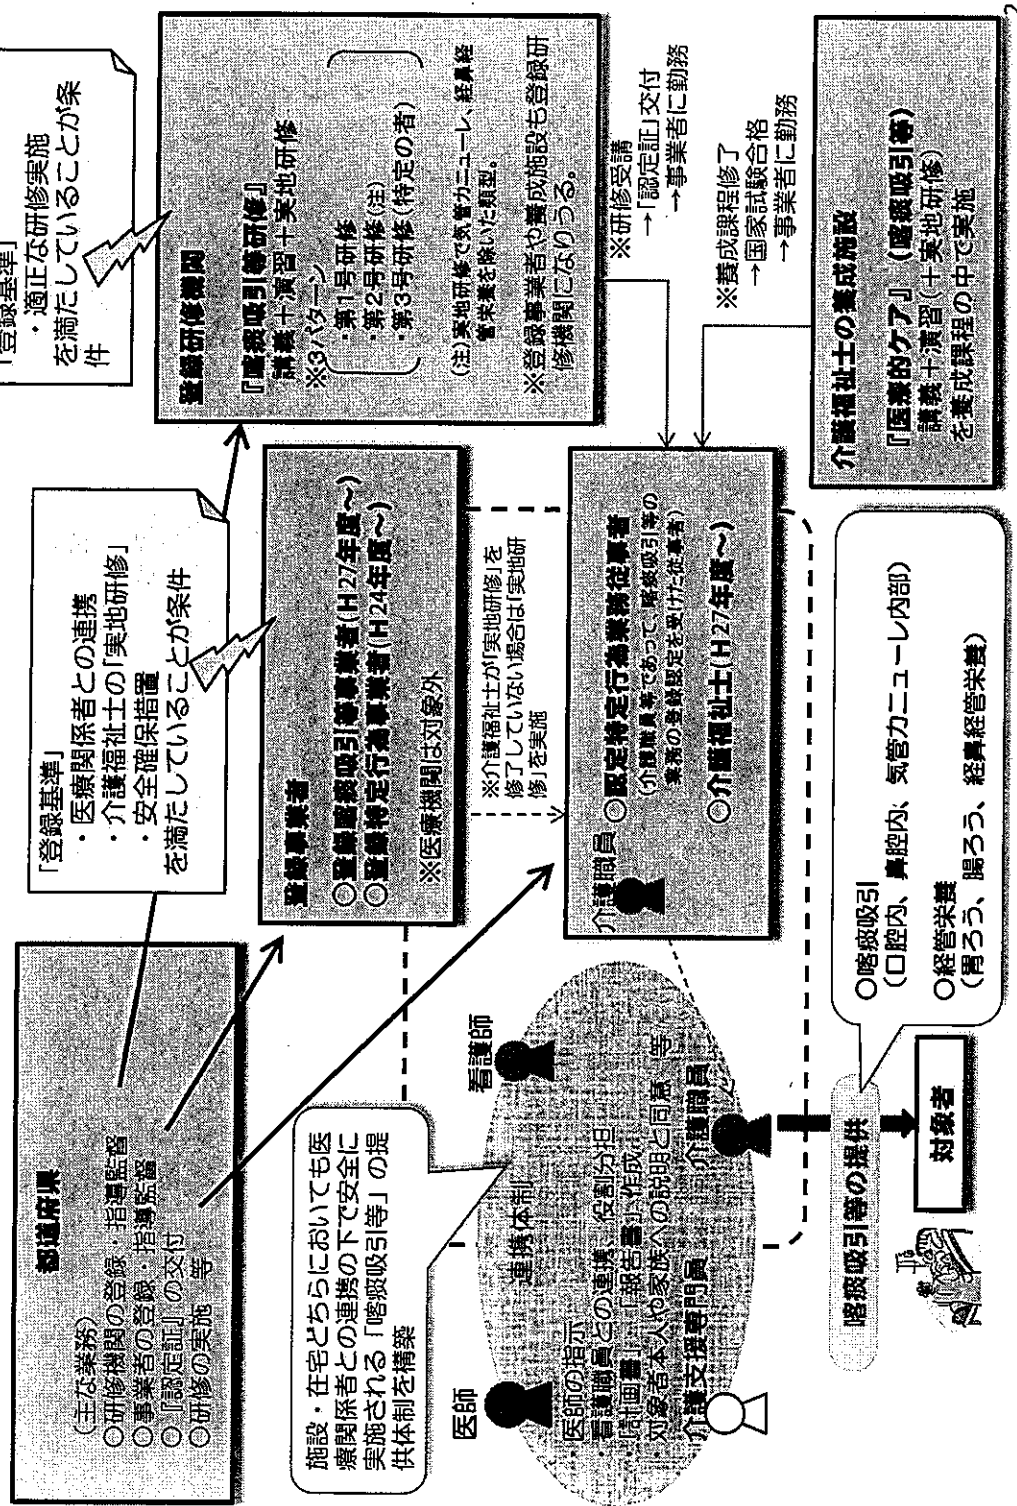 都道府県
(主な業務)
○研修機関の登録・指導監督
○事業者の登録・指導監督
○『認定証』の交付
○研修の実施 等
「登録基準」
・医療関係者との連携
・介護福祉士の「実地研修」
・安全確保措置
を満たしていることが条件
「登録基準」
・適正な研修実施
を満たしていることが条
件
登録事業者
○登録喀痰吸引等事業者(H27年度～)
○登録特定行為事業者(H24年度～)
※医療機関は対象外
登録研修機関
『喀痰吸引等研修』
講義＋演習＋実地研修
※3パターン
・第1号研修
・第2号研修(注)
・第3号研修(特定の者)
(注)実地研修で気管カニューレ、経鼻経
管栄養を除いた類型。
※登録事業者や養成施設も登録研
修機関になりうる。
施設・在宅どちらにおいても医
療関係者との連携の下で安全に
実施される「喀痰吸引等」の提
供体制を構築
※介護福祉士が「実地研修」を
修了していない場合は「実地研
修」を実施
※研修受講
→「認定証」交付
→事業者に勤務
医師
看護師
連携体制
医師の指示
看護職員との連携、役割分担
「計画書」「報告書」作成
対象者本人や家族への説明と同意 等
介護支援専門員
介護職員
介護職員
○認定特定行為業務従事者
(介護職員等であって、喀痰吸引等の
業務の登録認定を受けた従事者)
○介護福祉士(H27年度～)
※養成課程修了
→国家試験合格
→事業者に勤務
喀痰吸引等の提供
対象者
○喀痰吸引
(口腔内、鼻腔内、気管カニューレ内部)
○経管栄養
(胃ろう、腸ろう、経鼻経管栄養)
介護福祉士の養成施設
『医療的ケア』(喀痰吸引等)
講義＋演習(＋実地研修)
を養成課程の中で実施
2